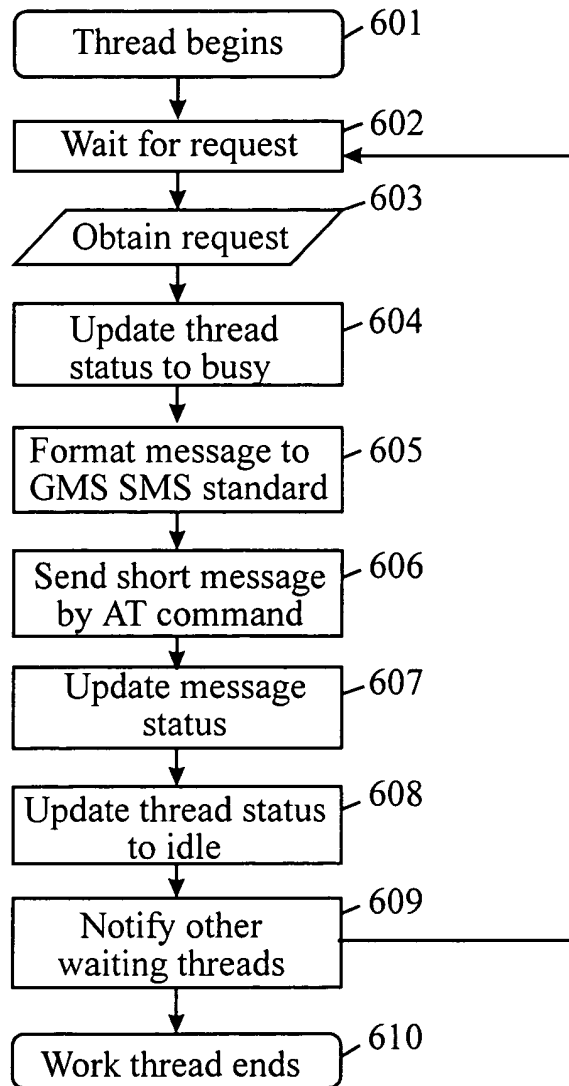 Thread begins
601
Wait for request
602
Obtain request
603
Update thread
status to busy
604
Format message to
GMS SMS standard
605
Send short message
by AT command
606
Update message
status
607
Update thread status
to idle
608
Notify other
waiting threads
609
Work thread ends
610